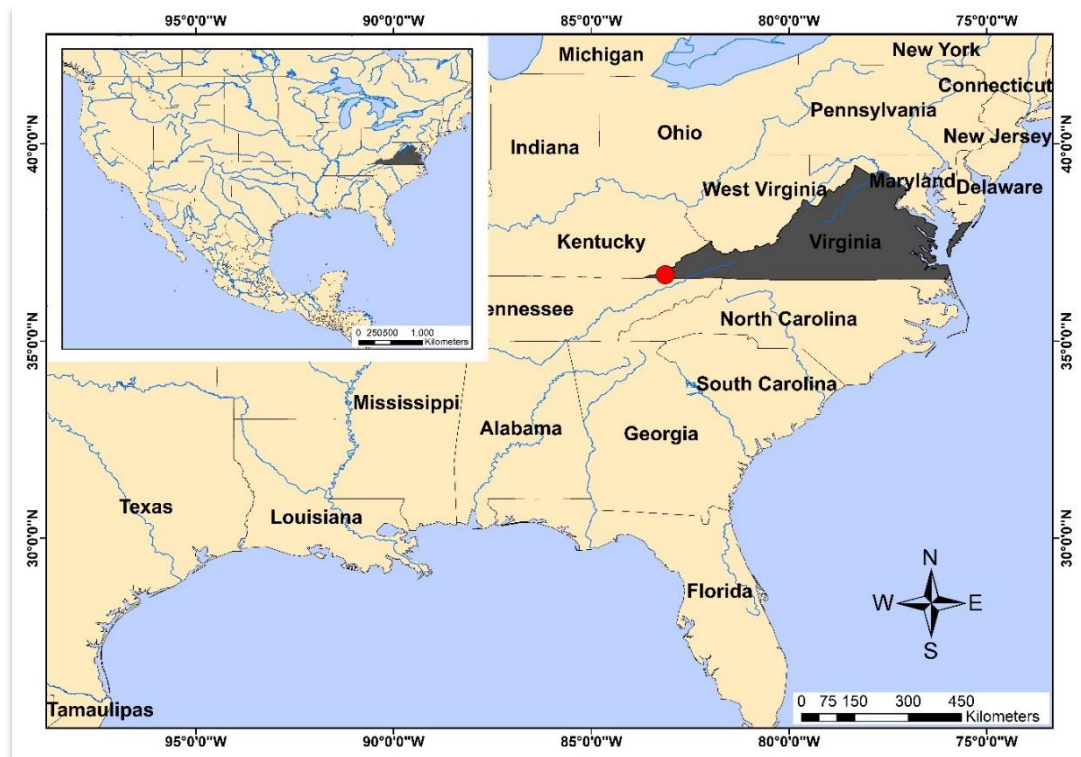 95°0'0"W 90°0'0"W 85°0'0"W 80°0'0"W 75°0'0"W
Michigan
New York
Connecticut
Pennsylvania
40°0'0"N
40°0'0"N
Ohio
New Jersey
Indiana
West Virginia
Maryland
Delaware
Kentucky
Virginia
0 250500 1.000
Kilometers
ennessee
North Carolina
35°0'0"N
35°0'0"N
South Carolina
Mississippi
Alabama
Georgia
Texas
Louisiana
30°0'0"N
30°0'0"N
N
Florida
W E
S
0 75 150 300 450
Kilometers
Tamaulipas
95°0'0"W 90°0'0"W 85°0'0"W 80°0'0"W 75°0'0"W